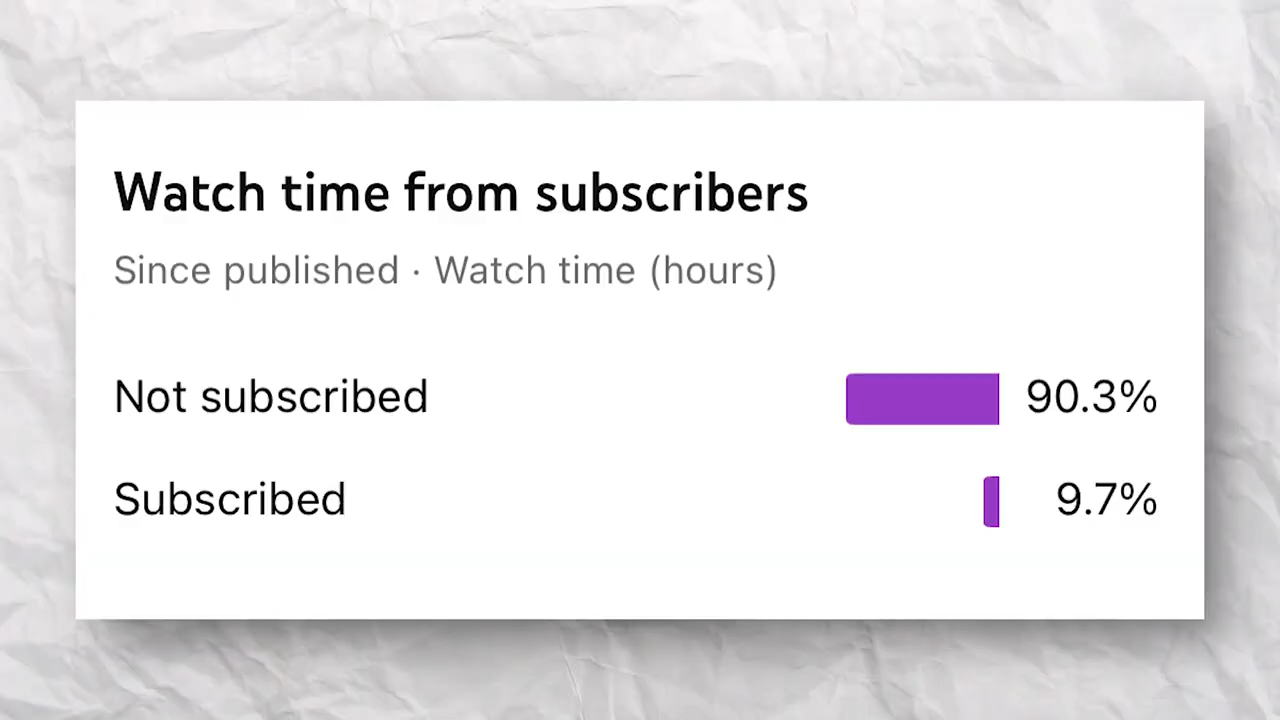 Watch time from subscribers
Since published · Watch time (hours)
Not subscribed 90.3%
Subscribed 9.7%